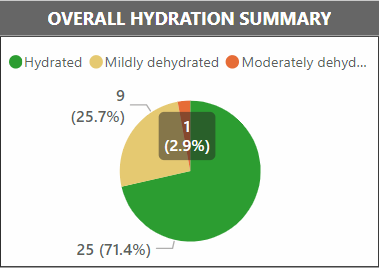 OVERALL HYDRATION SUMMARY
Hydrated Mildly dehydrated Moderately dehyd...
9
(25.7%)
1
(2.9%)
25 (71.4%)